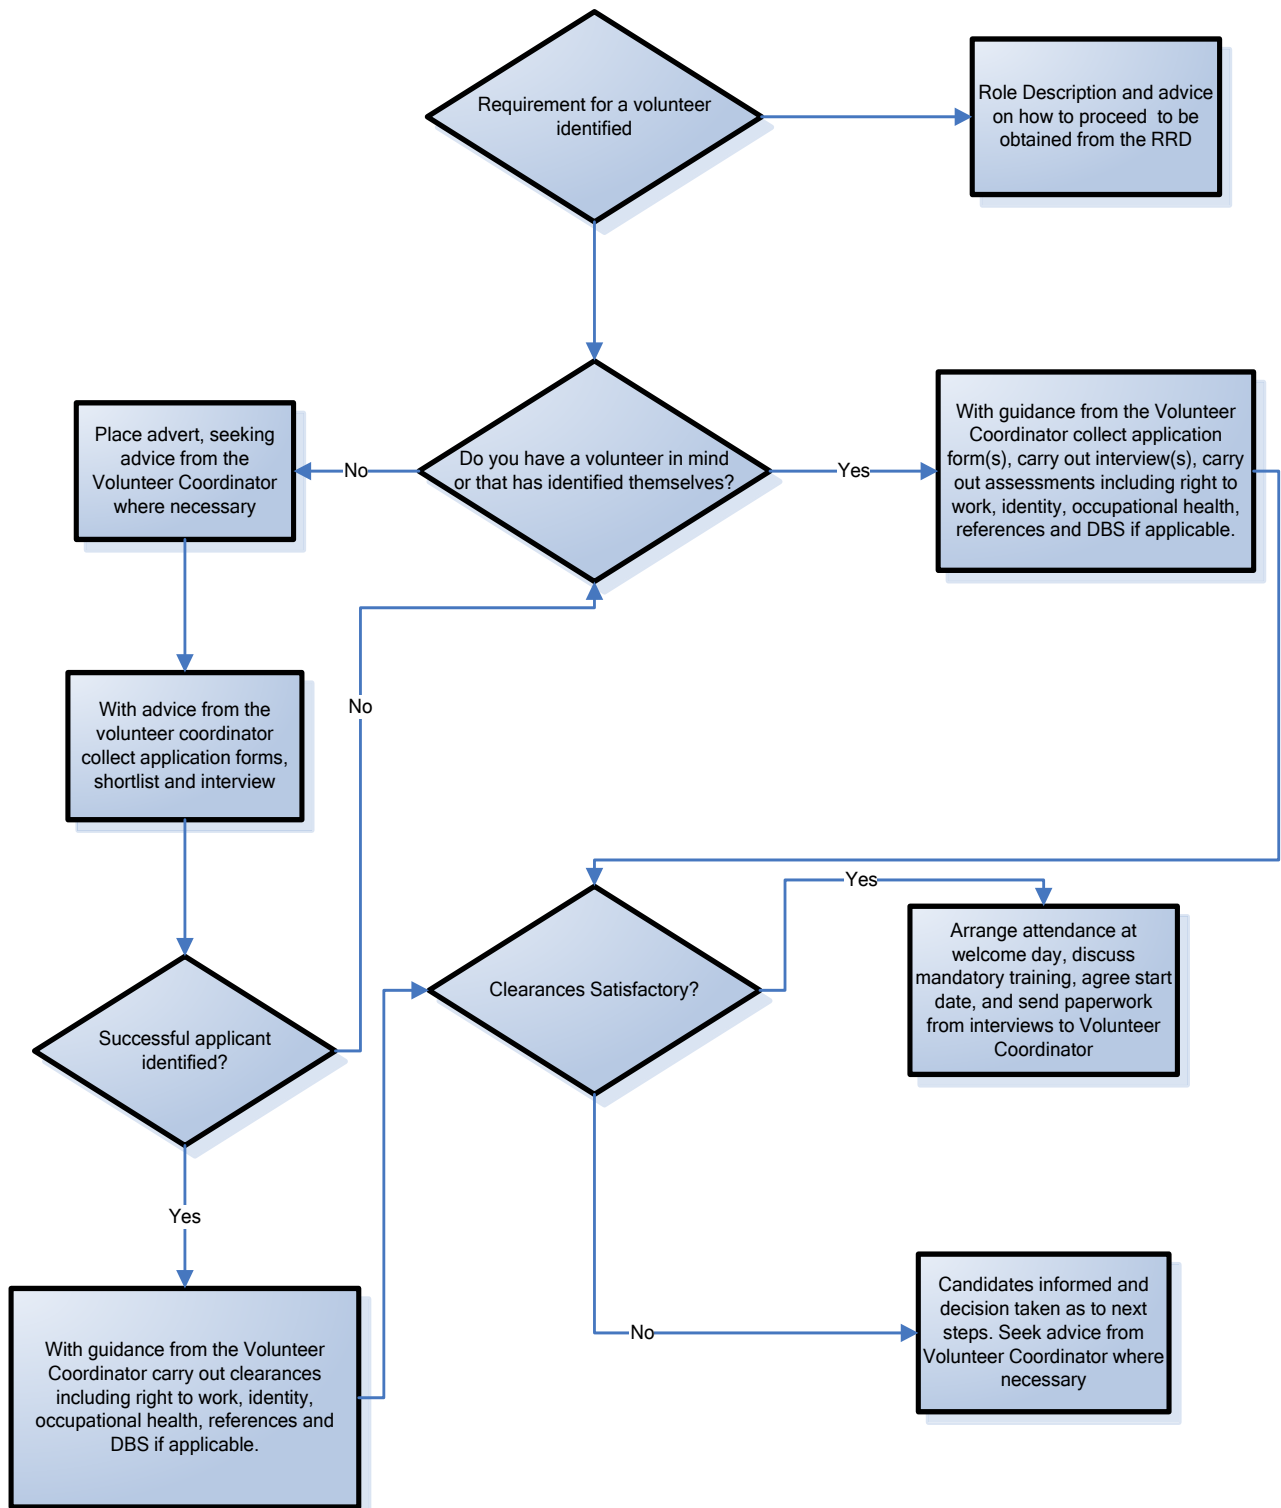 Requirement for a volunteer
identified
Role Description and advice
on how to proceed to be
obtained from the RRD
Place advert, seeking
advice from the
Volunteer Coordinator
where necessary
No
Do you have a volunteer in mind
or that has identified themselves?
Yes
With guidance from the Volunteer
Coordinator collect application
form(s), carry out interview(s), carry
out assessments including right to
work, identity, occupational health,
references and DBS if applicable.
With advice from the
volunteer coordinator
collect application forms,
shortlist and interview
No
Successful applicant
identified?
Clearances Satisfactory?
Yes
Arrange attendance at
welcome day, discuss
mandatory training, agree start
date, and send paperwork
from interviews to Volunteer
Coordinator
Yes
With guidance from the Volunteer
Coordinator carry out clearances
including right to work, identity,
occupational health, references and
DBS if applicable.
No
Candidates informed and
decision taken as to next
steps. Seek advice from
Volunteer Coordinator where
necessary